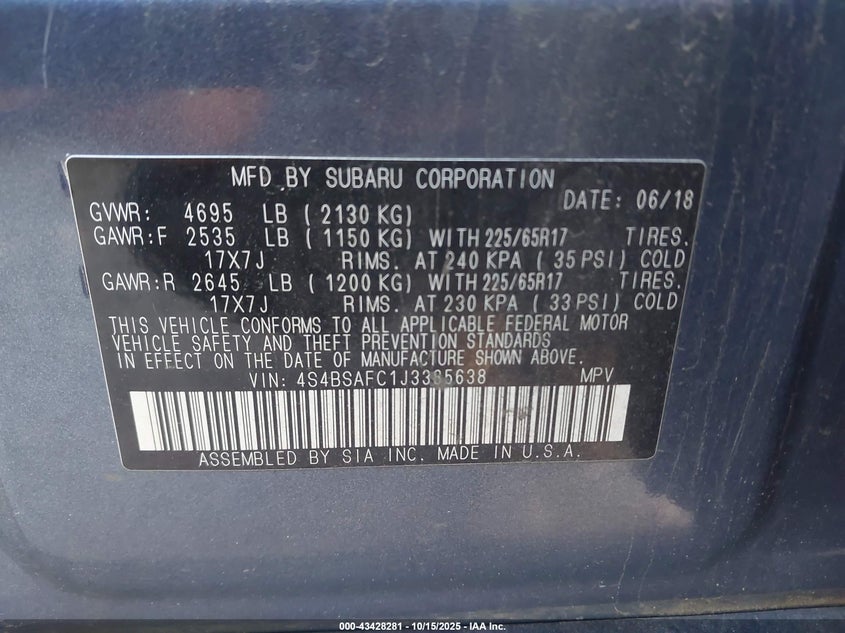 MFD BY SUBARU CORPORATION
DATE: 06/18
GVWR: 4695 LB ( 2130 KG)
GAWR:F 2535 LB ( 1150 KG) WITH 225/65R17 TIRES.
17X7J RIMS. AT 240 KPA ( 35 PSI) COLD
GAWR:R 2645 LB ( 1200 KG) WITH 225/65R17 TIRES.
17X7J RIMS. AT 230 KPA ( 33 PSI) COLD
THIS VEHICLE CONFORMS TO ALL APPLICABLE FEDERAL MOTOR
VEHICLE SAFETY AND THEFT PREVENTION STANDARDS
IN EFFECT ON THE DATE OF MANUFACTURE SHOWN ABOVE.
VIN: 4S4BSAFC1J3385638 MPV
ASSEMBLED BY SIA INC. MADE IN U.S.A.
000-43428281 - 10/15/2025 - IAA Inc.